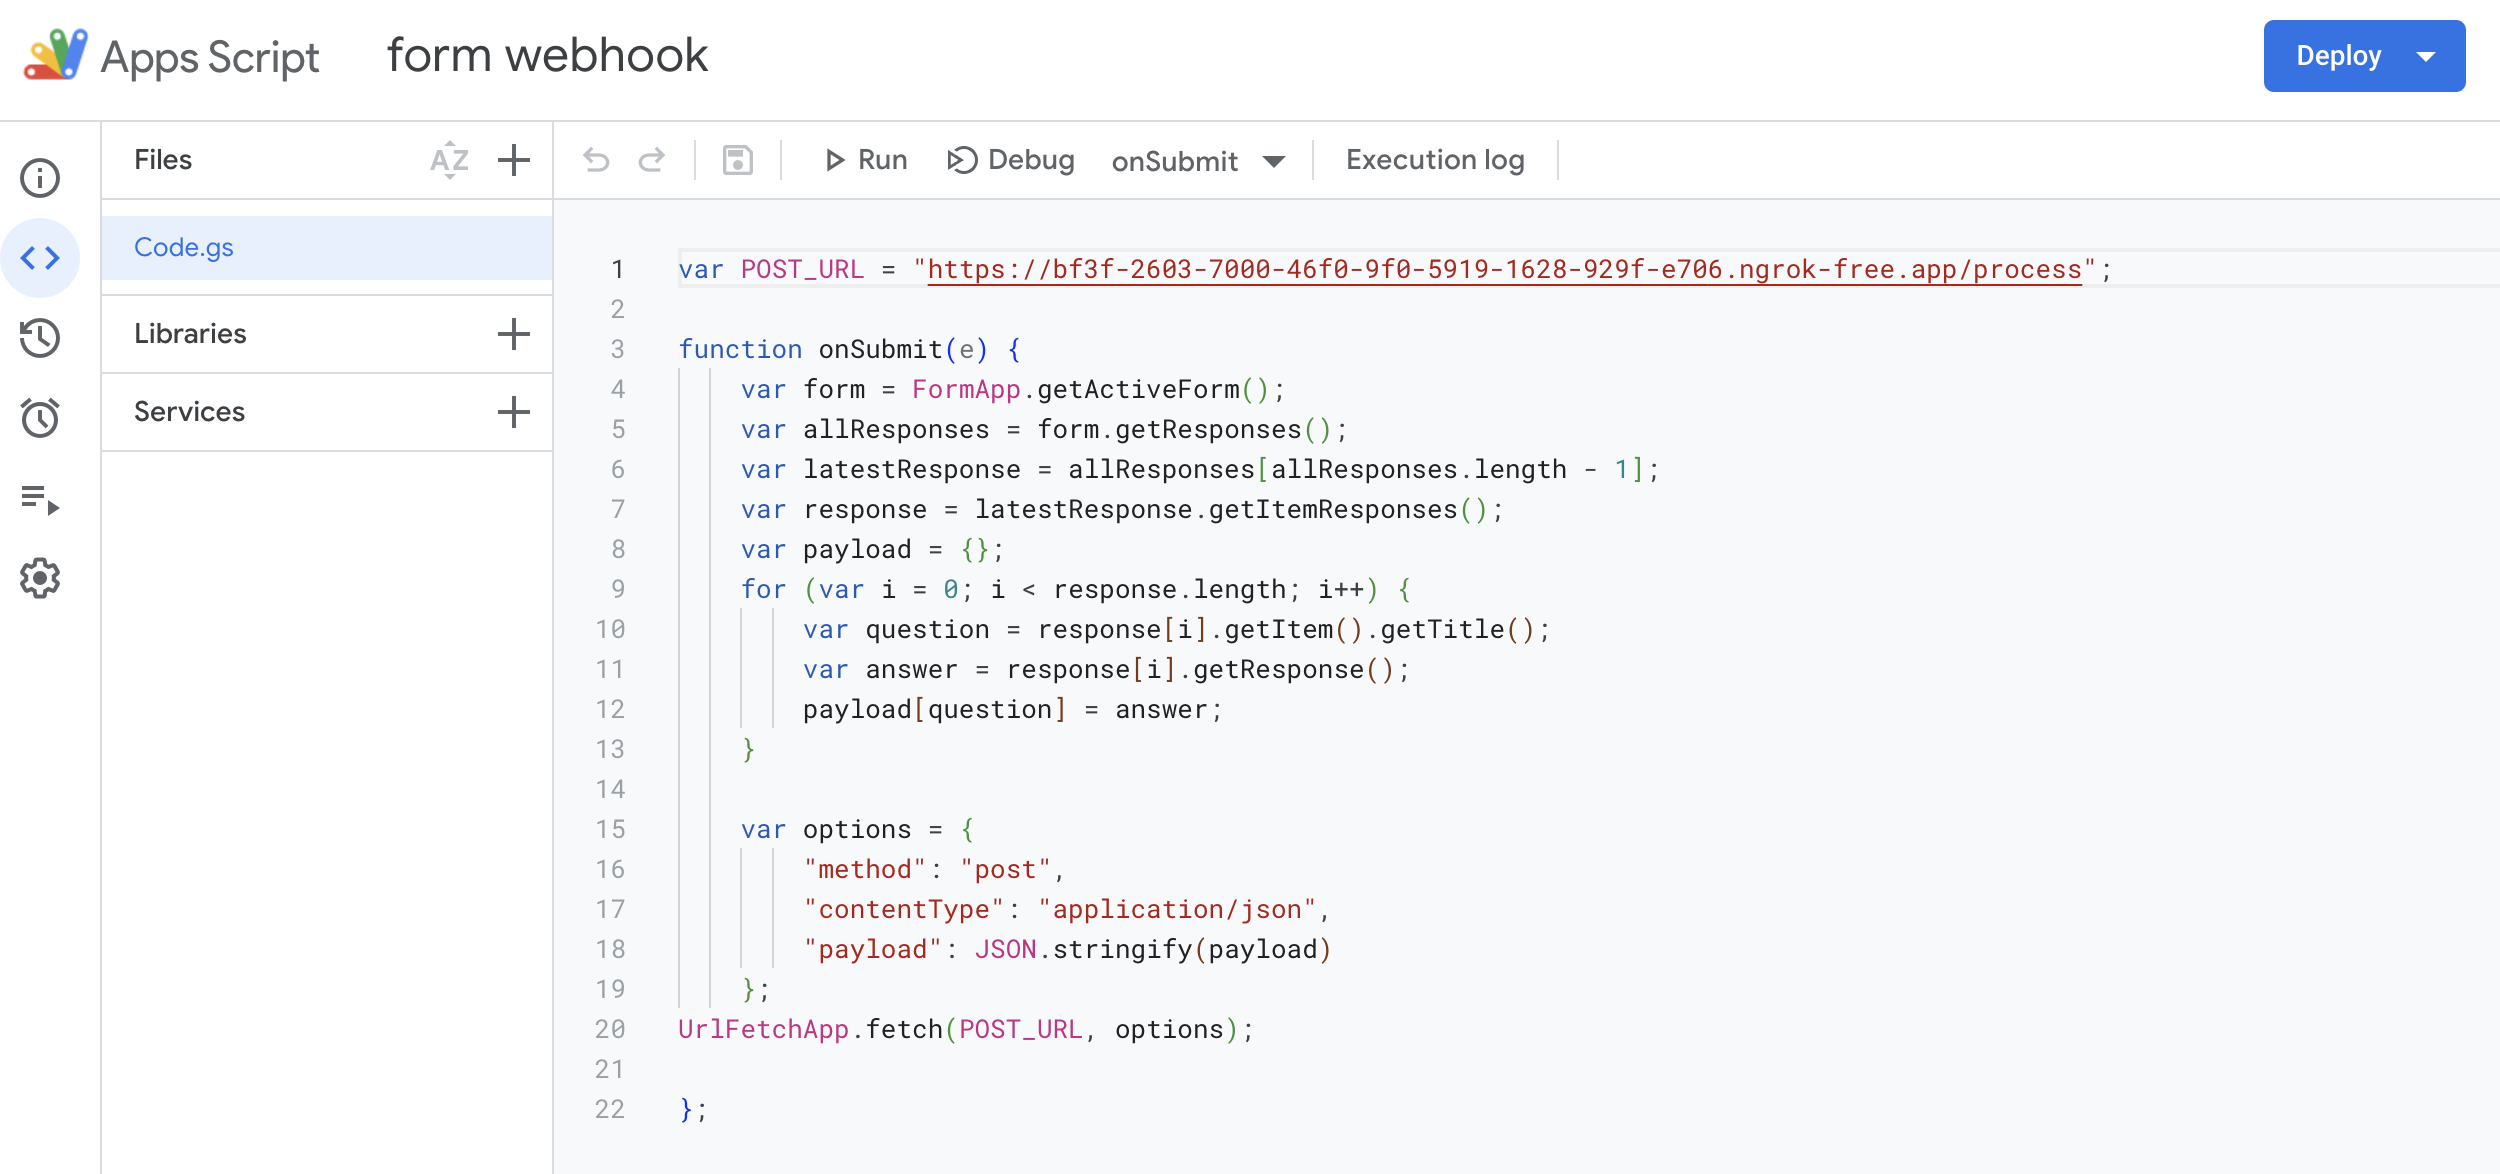 Apps Script
form webhook
Deploy
Files
AZ
Run
Debug
onSubmit
Execution log
Code.gs
Libraries
Services
1 var POST_URL = "https://bf3f-2603-7000-46f0-9f0-5919-1628-929f-e706.ngrok-free.app/process";
2
3 function onSubmit(e) {
4 var form = FormApp.getActiveForm();
5 var allResponses = form.getResponses();
6 var latestResponse = allResponses[allResponses.length - 1];
7 var response = latestResponse.getItemResponses();
8 var payload = {};
9 for (var i = 0; i < response.length; i++) {
10 var question = response[i].getItem().getTitle();
11 var answer = response[i].getResponse();
12 payload[question] = answer;
13 }
14
15 var options = {
16 "method": "post",
17 "contentType": "application/json",
18 "payload": JSON.stringify(payload)
19 };
20 UrlFetchApp.fetch(POST_URL, options);
21
22 };